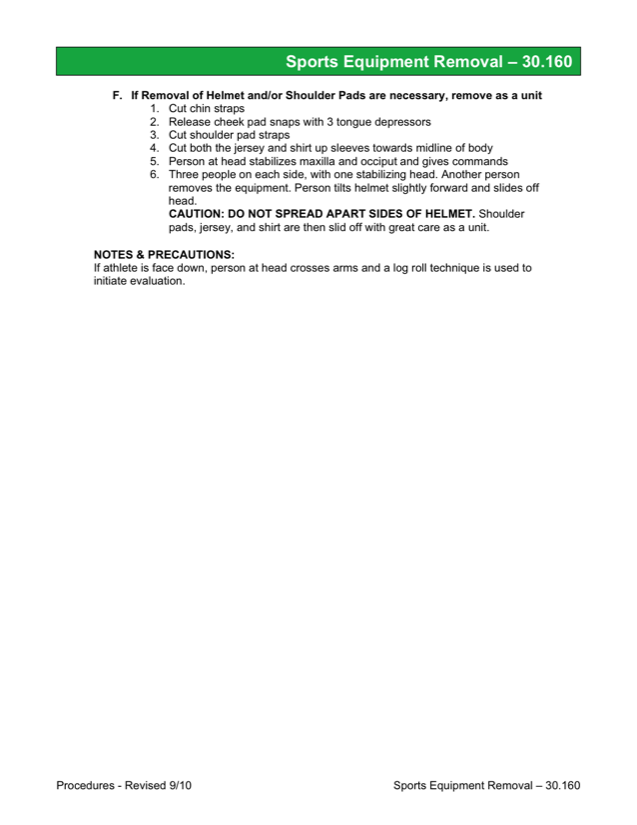 Sports Equipment Removal – 30.160
F. If Removal of Helmet and/or Shoulder Pads are necessary, remove as a unit
1. Cut chin straps
2. Release cheek pad snaps with 3 tongue depressors
3. Cut shoulder pad straps
4. Cut both the jersey and shirt up sleeves towards midline of body
5. Person at head stabilizes maxilla and occiput and gives commands
6. Three people on each side, with one stabilizing head. Another person
removes the equipment. Person tilts helmet slightly forward and slides off
head.
CAUTION: DO NOT SPREAD APART SIDES OF HELMET. Shoulder
pads, jersey, and shirt are then slid off with great care as a unit.
NOTES & PRECAUTIONS:
If athlete is face down, person at head crosses arms and a log roll technique is used to
initiate evaluation.
Procedures - Revised 9/10
Sports Equipment Removal – 30.160